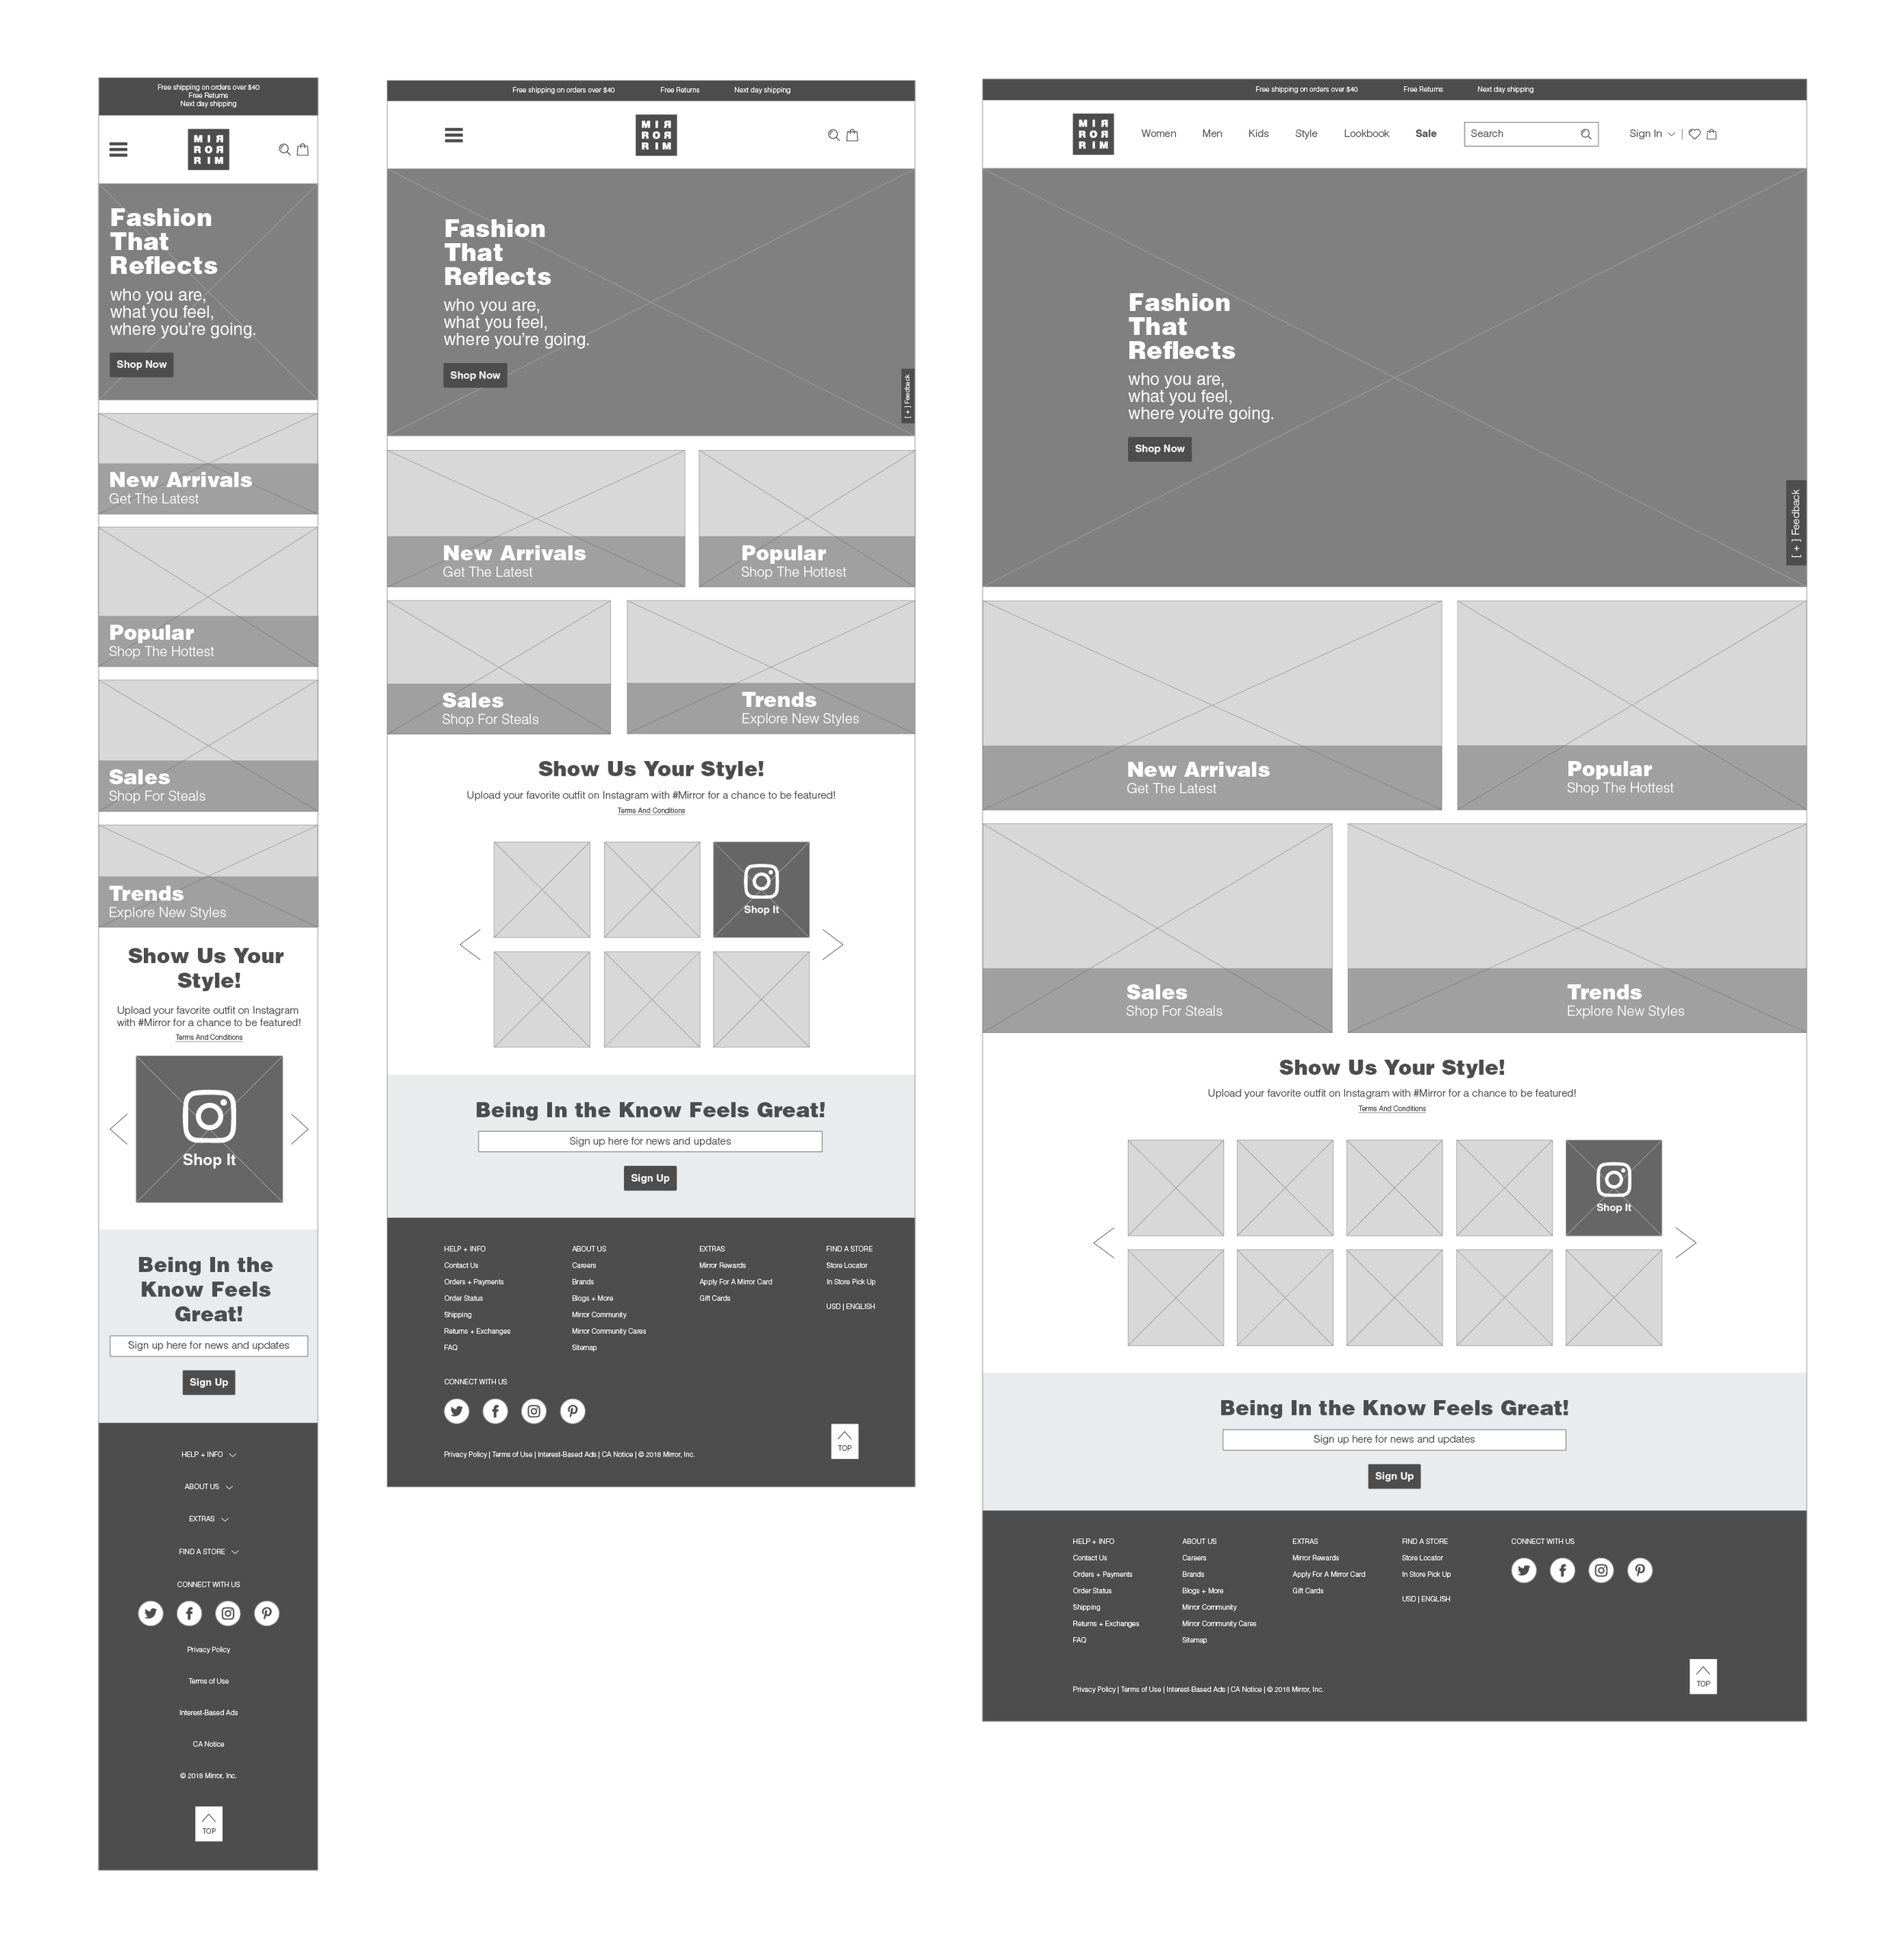 Free shipping on orders over $40
Free Returns
Next day shipping
MIR
ROR
RIM
Fashion
That
Reflects
who you are,
what you feel,
where you're going.
Shop Now
New Arrivals
Get The Latest
Popular
Shop The Hottest
Sales
Shop For Steals
Trends
Explore New Styles
Show Us Your
Style!
Upload your favorite outfit on Instagram
with #Mirror for a chance to be featured!
Terms And Conditions
Shop It
Being In the
Know Feels
Great!
Sign up here for news and updates
Sign Up
HELP + INFO
ABOUT US
EXTRAS
FIND A STORE
CONNECT WITH US
Privacy Policy
Terms of Use
Interest-Based Ads
CA Notice
© 2018 Mirror, Inc.
TOP
Free shipping on orders over $40 Free Returns Next day shipping
MIR
ROR
RIM
Fashion
That
Reflects
who you are,
what you feel,
where you're going.
Shop Now
[ + ] Feedback
New Arrivals
Get The Latest
Popular
Shop The Hottest
Sales
Shop For Steals
Trends
Explore New Styles
Show Us Your Style!
Upload your favorite outfit on Instagram with #Mirror for a chance to be featured!
Terms And Conditions
Shop It
Being In the Know Feels Great!
Sign up here for news and updates
Sign Up
HELP + INFO
Contact Us
Orders + Payments
Order Status
Shipping
Returns + Exchanges
FAQ
ABOUT US
Careers
Brands
Blogs + More
Mirror Community
Mirror Community Cares
Sitemap
EXTRAS
Mirror Rewards
Apply For A Mirror Card
Gift Cards
FIND A STORE
Store Locator
In Store Pick Up
USD | ENGLISH
CONNECT WITH US
Privacy Policy | Terms of Use | Interest-Based Ads | CA Notice | © 2018 Mirror, Inc.
TOP
Free shipping on orders over $40 Free Returns Next day shipping
MIR
ROR
RIM
Women Men Kids Style Lookbook Sale Search Sign In |
Fashion
That
Reflects
who you are,
what you feel,
where you're going.
Shop Now
[ + ] Feedback
New Arrivals
Get The Latest
Popular
Shop The Hottest
Sales
Shop For Steals
Trends
Explore New Styles
Show Us Your Style!
Upload your favorite outfit on Instagram with #Mirror for a chance to be featured!
Terms And Conditions
Shop It
Being In the Know Feels Great!
Sign up here for news and updates
Sign Up
HELP + INFO
Contact Us
Orders + Payments
Order Status
Shipping
Returns + Exchanges
FAQ
ABOUT US
Careers
Brands
Blogs + More
Mirror Community
Mirror Community Cares
Sitemap
EXTRAS
Mirror Rewards
Apply For A Mirror Card
Gift Cards
FIND A STORE
Store Locator
In Store Pick Up
USD | ENGLISH
CONNECT WITH US
Privacy Policy | Terms of Use | Interest-Based Ads | CA Notice | © 2018 Mirror, Inc.
TOP